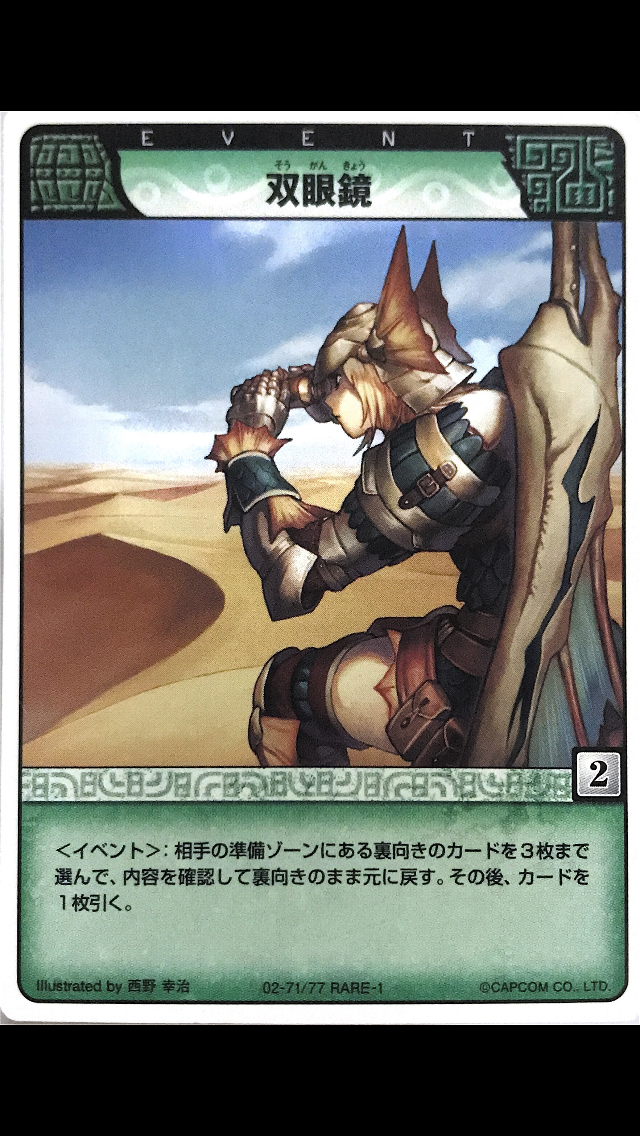 EVENT
そうがんきょう
双眼鏡
2
＜イベント＞：相手の準備ゾーンにある裏向きのカードを３枚まで
選んで、内容を確認して裏向きのまま元に戻す。その後、カードを
１枚引く。
Illustrated by 西野 幸治 02-71/77 RARE-1 ©CAPCOM CO., LTD.